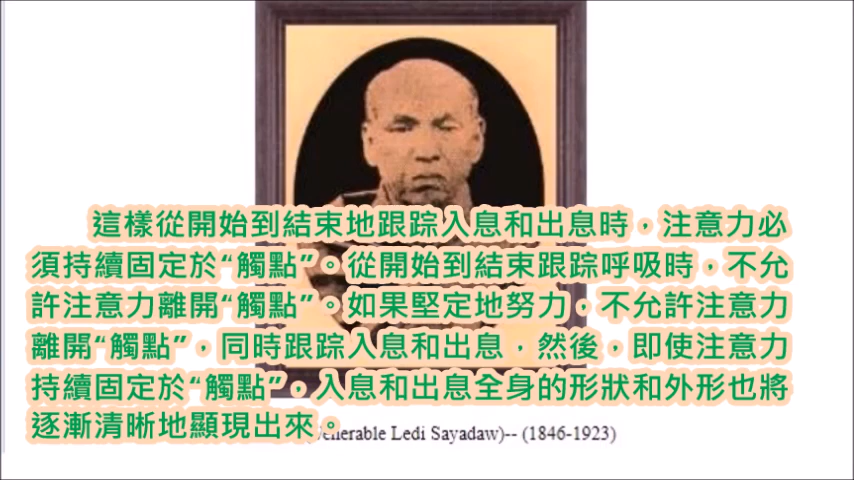 這樣從開始到結束地跟踪入息和出息時，注意力必
須持續固定於“觸點”。從開始到結束跟踪呼吸時，不允
許注意力離開“觸點”。如果堅定地努力，不允許注意力
離開“觸點”，同時跟踪入息和出息，然後，即使注意力
持續固定於“觸點”，入息和出息全身的形狀和外形也將
逐漸清晰地顯現出來。
Venerable Ledi Sayadaw)-- (1846-1923)